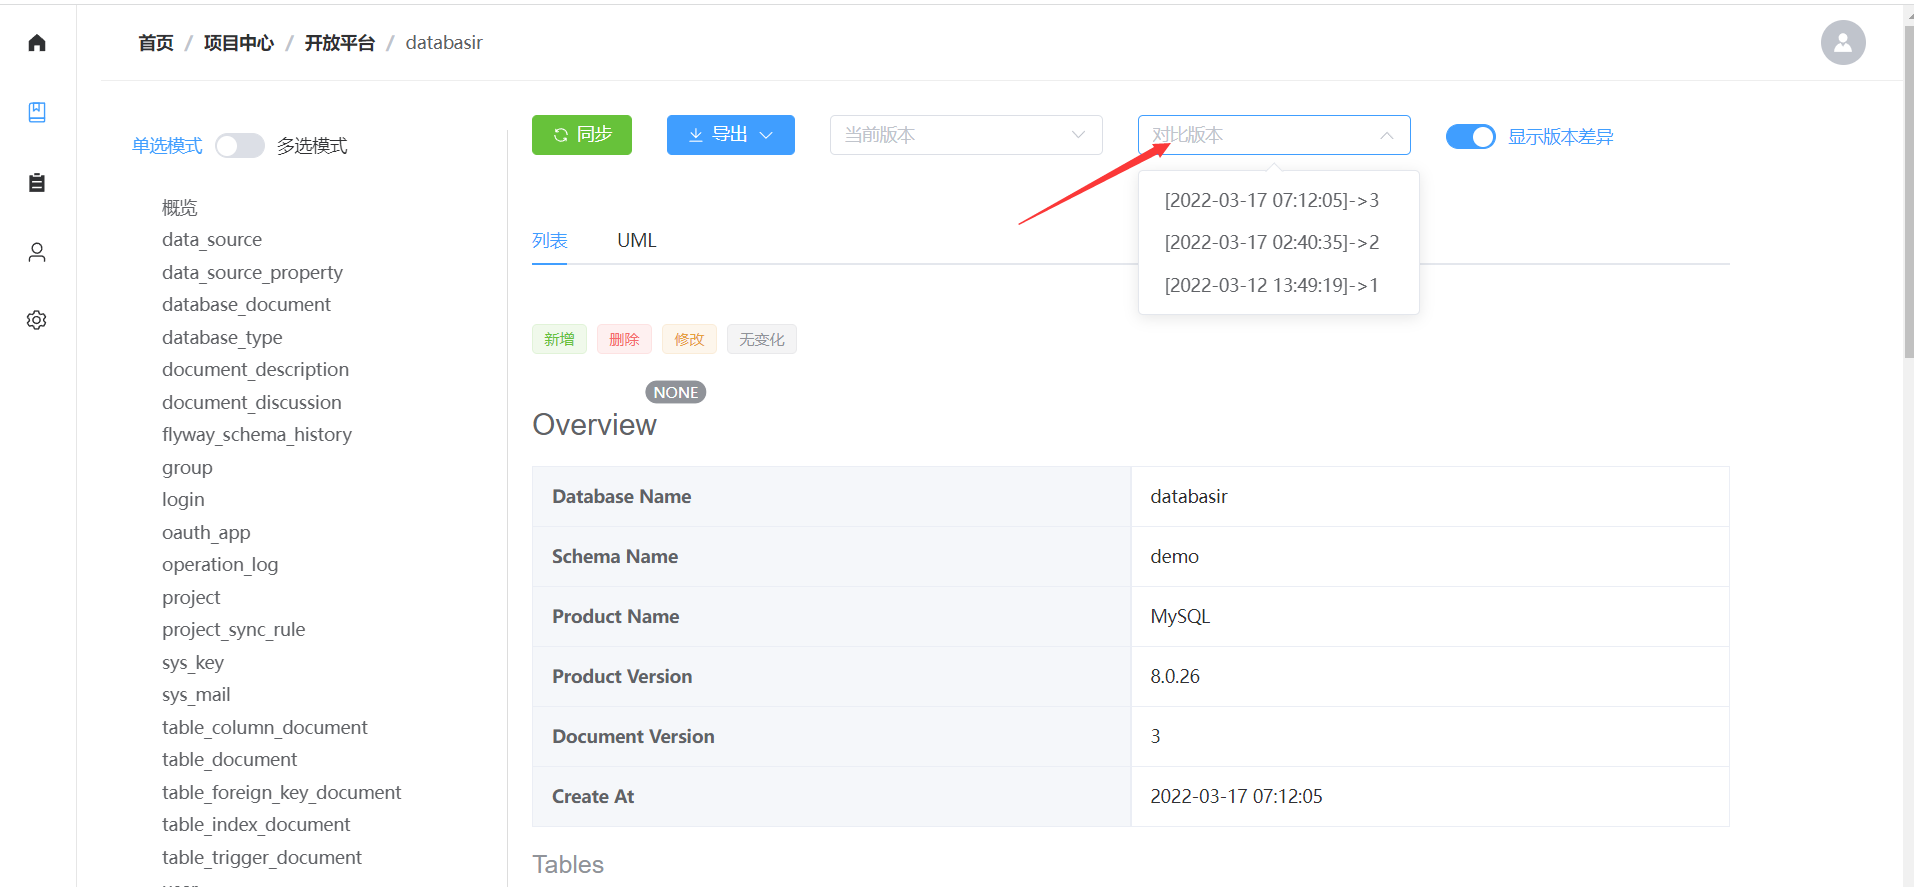 首页 / 项目中心 / 开放平台 / databasir
单选模式 多选模式
概览
data_source
data_source_property
database_document
database_type
document_description
document_discussion
flyway_schema_history
group
login
oauth_app
operation_log
project
project_sync_rule
sys_key
sys_mail
table_column_document
table_document
table_foreign_key_document
table_index_document
table_trigger_document
同步 导出 当前版本 对比版本 显示版本差异
[2022-03-17 07:12:05]->3
[2022-03-17 02:40:35]->2
[2022-03-12 13:49:19]->1
列表 UML
新增 删除 修改 无变化
NONE
Overview
Database Name databasir
Schema Name demo
Product Name MySQL
Product Version 8.0.26
Document Version 3
Create At 2022-03-17 07:12:05
Tables